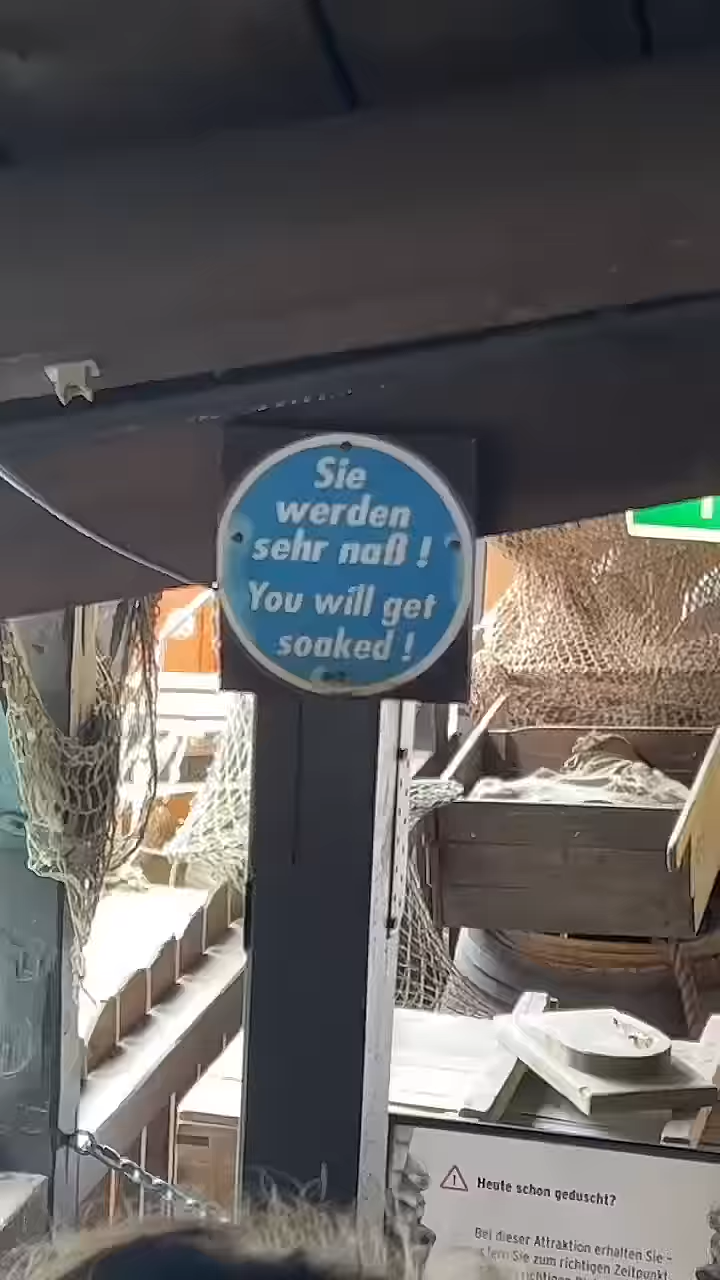 Sie
werden
sehr naß !
You will get
soaked !
Heute schon geduscht?
Bei dieser Attraktion erhalten Sie -
Sie zum richtigen Zeitpunkt